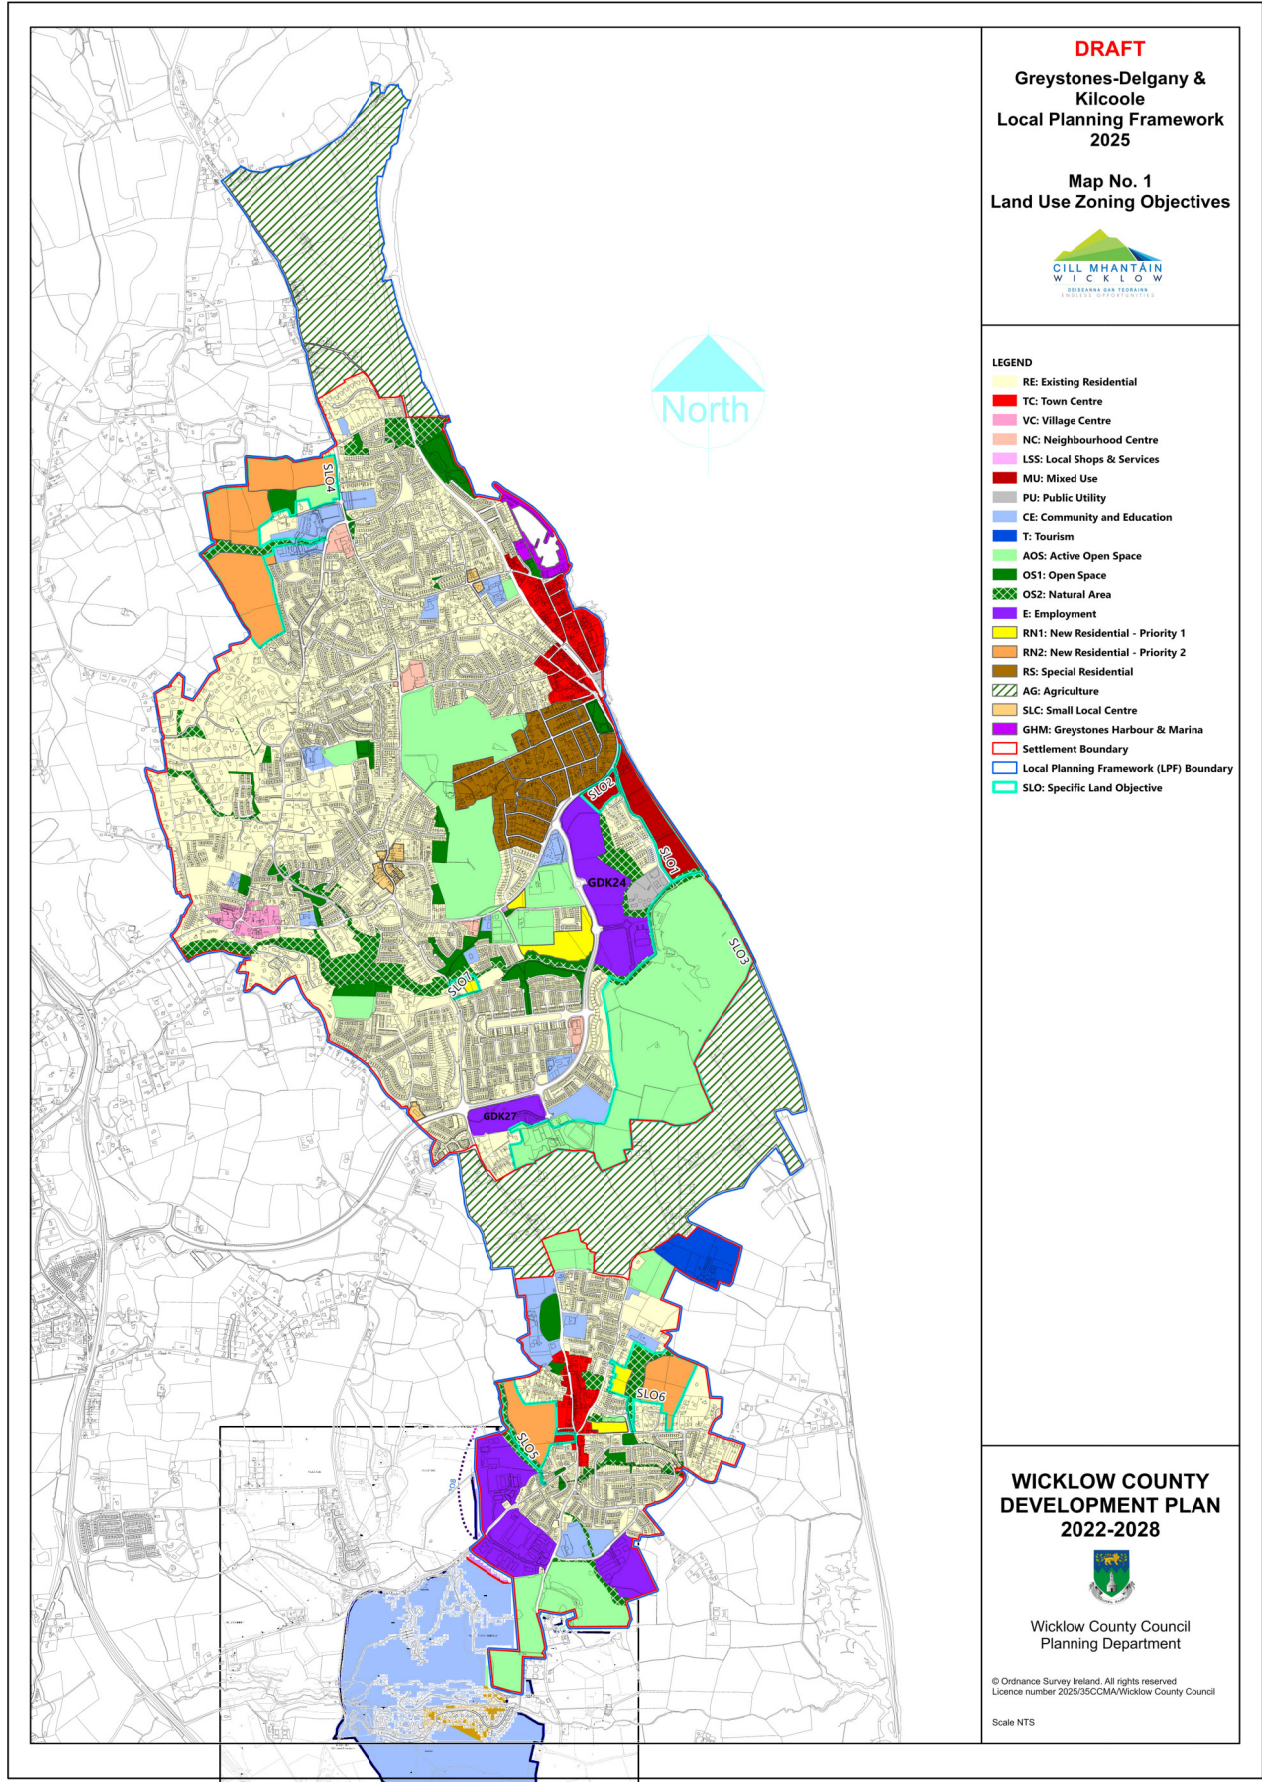 DRAFT
Greystones-Delgany &
Kilcoole
Local Planning Framework
2025
Map No. 1
Land Use Zoning Objectives
CILL MHANTÁIN
WICKLOW
DEISEANNA GAN TEORAINN
ENDLESS OPPORTUNITIES
North
LEGEND
RE: Existing Residential
TC: Town Centre
VC: Village Centre
NC: Neighbourhood Centre
LSS: Local Shops & Services
MU: Mixed Use
PU: Public Utility
CE: Community and Education
T: Tourism
AOS: Active Open Space
OS1: Open Space
OS2: Natural Area
E: Employment
RN1: New Residential - Priority 1
RN2: New Residential - Priority 2
RS: Special Residential
AG: Agriculture
SLC: Small Local Centre
GHM: Greystones Harbour & Marina
Settlement Boundary
Local Planning Framework (LPF) Boundary
SLO: Specific Land Objective
SLO4
SLO2
SLO1
GDK24
SLO3
SLO7
GDK27
SLO6
SLO5
WICKLOW COUNTY
DEVELOPMENT PLAN
2022-2028
Wicklow County Council
Planning Department
© Ordnance Survey Ireland. All rights reserved
Licence number 2025/35CCMA/Wicklow County Council
Scale NTS